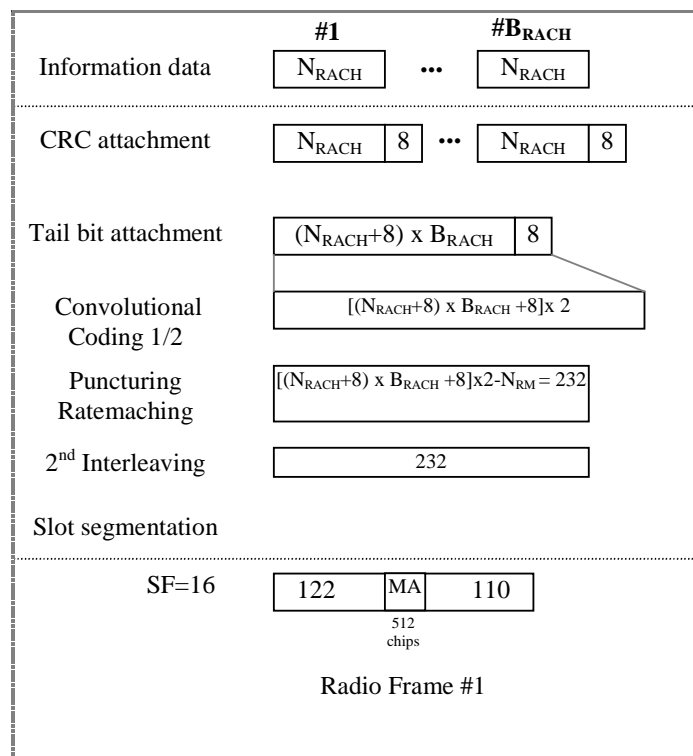 #1 #B_RACH
Information data N_RACH ••• N_RACH
CRC attachment N_RACH 8 ••• N_RACH 8
Tail bit attachment (N_RACH+8) x B_RACH 8
Convolutional
Coding 1/2
[(N_RACH+8) x B_RACH +8]x 2
Puncturing
Ratemaching
[(N_RACH+8) x B_RACH +8]x2-N_RM = 232
2nd Interleaving 232
Slot segmentation
SF=16 122 MA 110
512
chips
Radio Frame #1